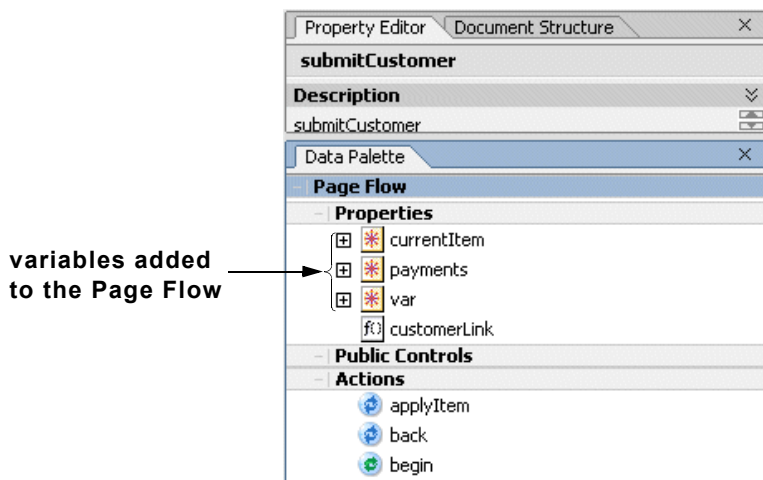 Property Editor Document Structure
submitCustomer
Description
submitCustomer
Data Palette
Page Flow
Properties
currentItem
payments
var
f() customerLink
variables added
to the Page Flow
Public Controls
Actions
applyItem
back
begin